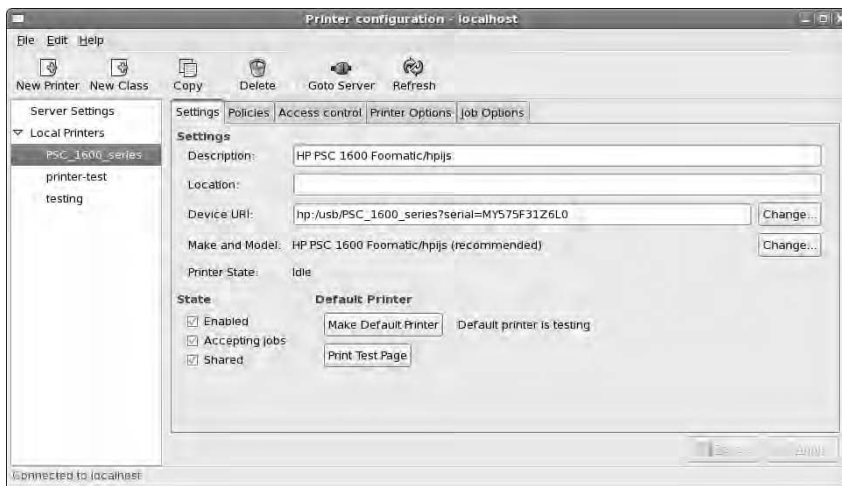 Printer configuration - localhost
File Edit Help
New Printer New Class Copy Delete Goto Server Refresh
Server Settings
Local Printers
PSC_1600_series
printer-test
testing
Settings Policies Access control Printer Options Job Options
Settings
Description: HP PSC 1600 Foomatic/hpijs
Location:
Device URI: hp:/usb/PSC_1600_series?serial=MY575F31Z6L0 Change...
Make and Model: HP PSC 1600 Foomatic/hpijs (recommended) Change...
Printer State: Idle
State Default Printer
Enabled Make Default Printer Default printer is testing
Accepting jobs
Shared Print Test Page
Apply
Connected to localhost